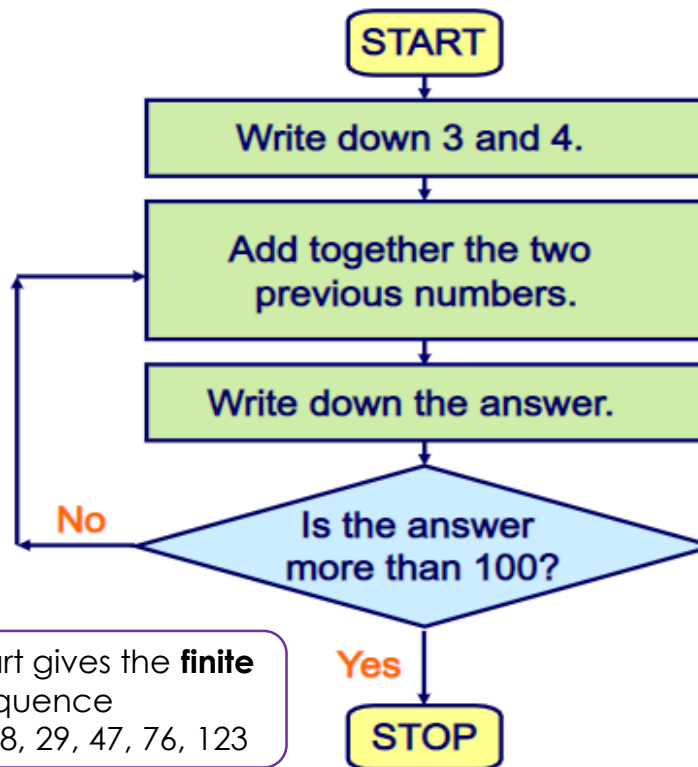 START
Write down 3 and 4.
Add together the two
previous numbers.
Write down the answer.
No
Is the answer
more than 100?
gives the finite
8, 29, 47, 76, 123
Yes
STOP